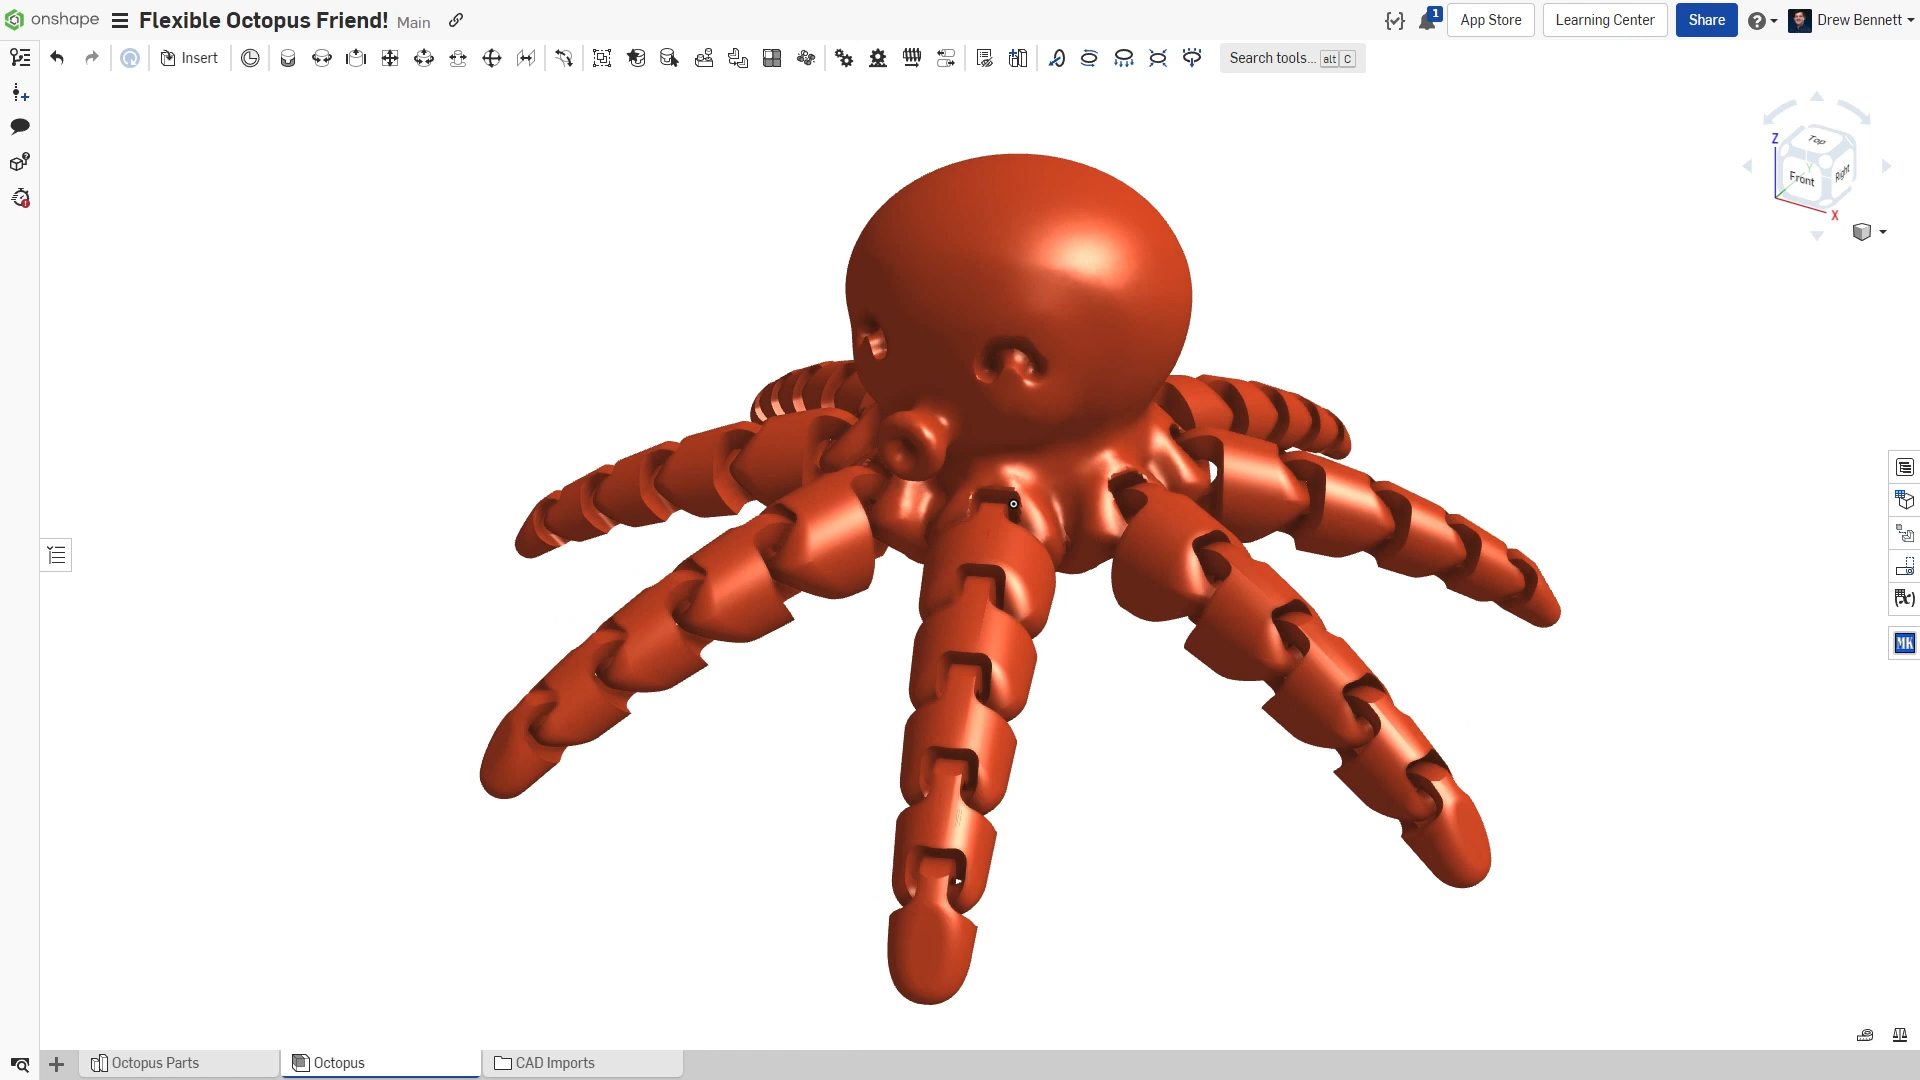 onshape Flexible Octopus Friend! Main
1 App Store Learning Center Share Drew Bennett
Insert Search tools... alt C
Top
Front Right
Z
Y
X
(x)
MK
Octopus Parts Octopus CAD Imports